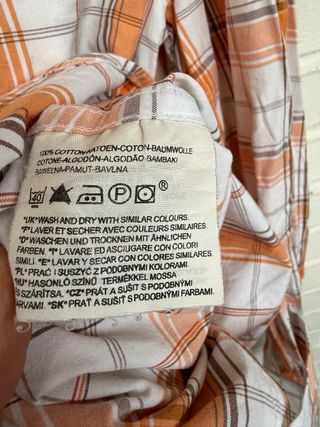 100% COTTON-KATOEN-COTON-BAUMWOLLE
COTONE-ALGODÓN-ALGODÃO-BAMBAKI
BAWEŁNA-PAMUT-BAVLNA
40 P ®
*UK*WASH AND DRY WITH SIMILAR COLOURS.
*F*LAVER ET SECHER AVEC COULEURS SIMILAIRES.
*D*WASCHEN UND TROCKNEN MIT ÄHNLICHEN
FARBEN. *I* LAVARE ED ASCIUGARE CON COLORI
SIMILI. *E* LAVAR Y SECAR CON COLORES SIMILARES.
*PL* PRAĆ I SUSZYĆ Z PODOBNYMI KOLORAMI.
*HU* HASONLÓ SZÍNŰ TERMÉKKEL MOSSA
ÉS SZÁRÍTSA. *CZ* PRÁT A SUŠIT S PODOBNÝMI
BARVAMI. *SK* PRAŤ A SUŠIŤ S PODOBNÝMI FARBAMI.